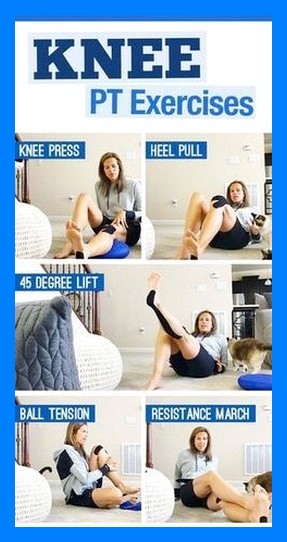 KNEE
PT Exercises
KNEE PRESS
HEEL PULL
45 DEGREE LIFT
BALL TENSION
RESISTANCE MARCH